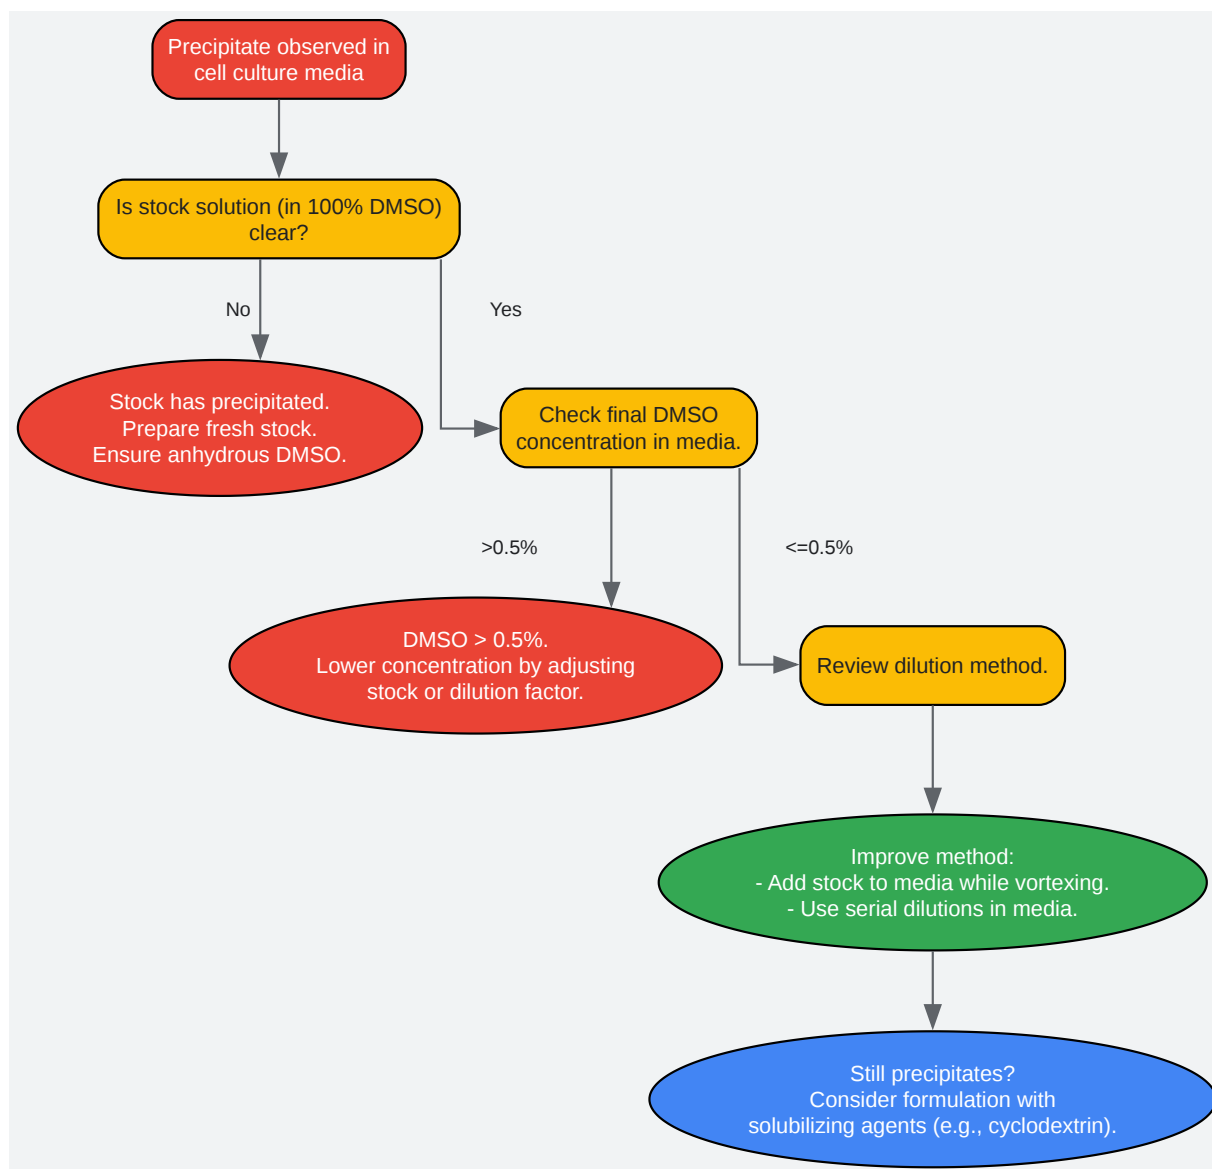 Precipitate observed in
cell culture media
Is stock solution (in 100% DMSO)
clear?
No
Yes
Stock has precipitated.
Prepare fresh stock.
Ensure anhydrous DMSO.
Check final DMSO
concentration in media.
>0.5%
<=0.5%
DMSO > 0.5%.
Lower concentration by adjusting
stock or dilution factor.
Review dilution method.
Improve method:
- Add stock to media while vortexing.
- Use serial dilutions in media.
Still precipitates?
Consider formulation with
solubilizing agents (e.g., cyclodextrin).